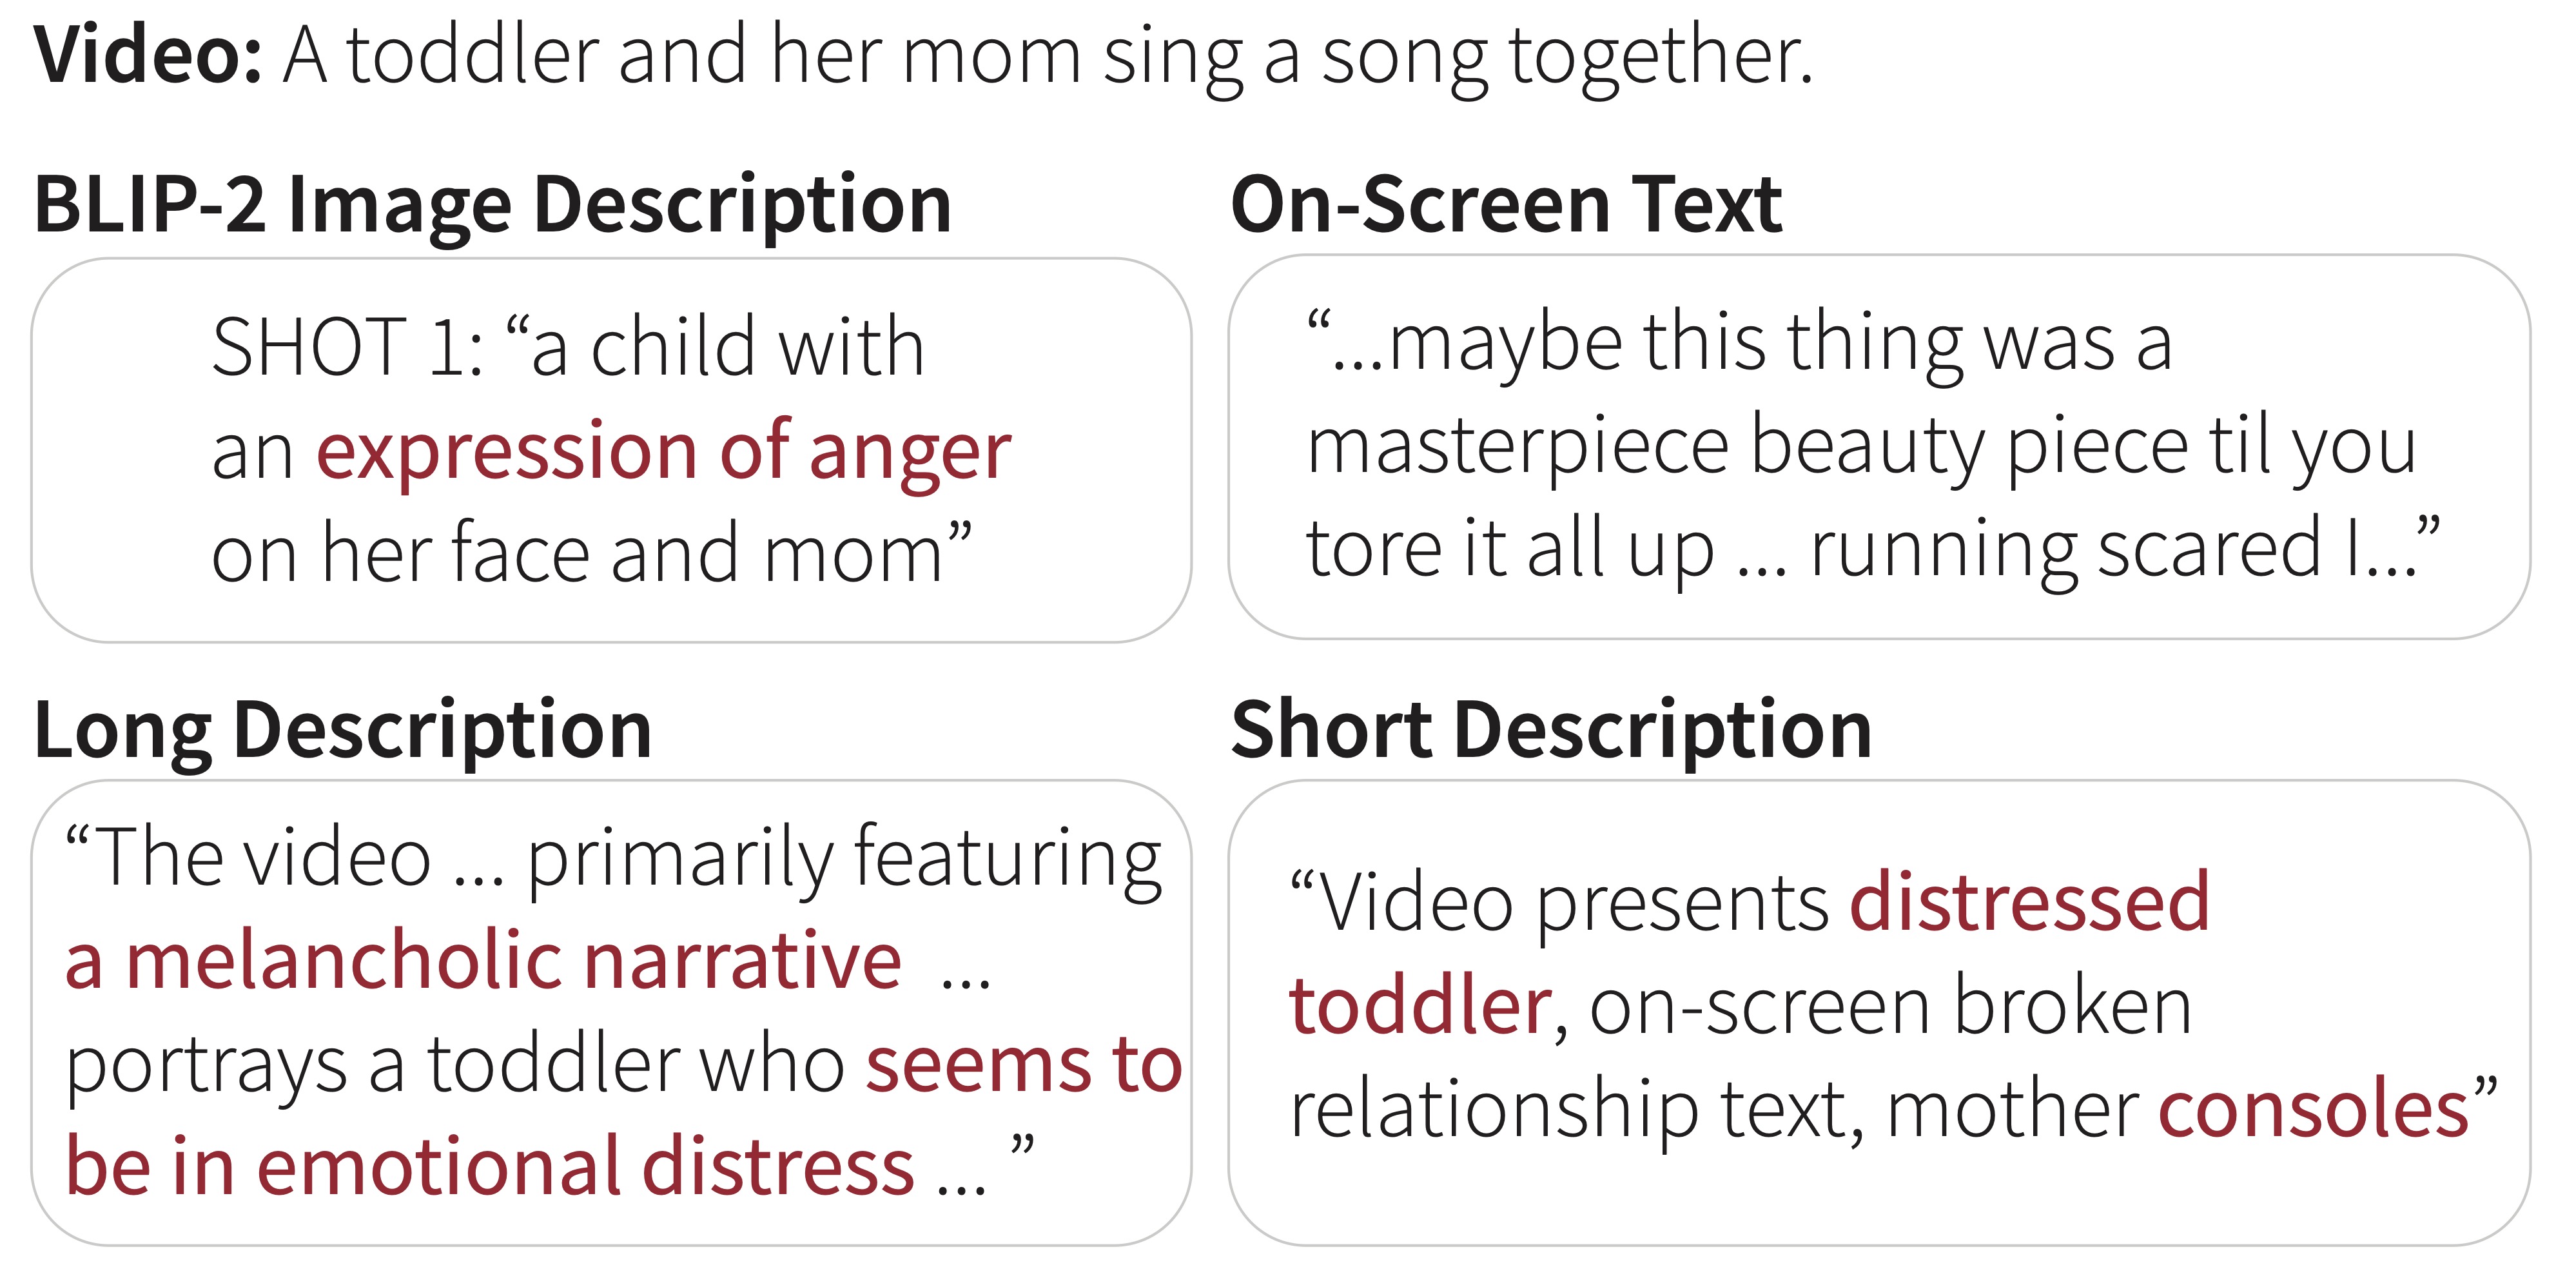 Video: A toddler and her mom sing a song together.
BLIP-2 Image Description
SHOT 1: “a child with
an expression of anger
on her face and mom”
On-Screen Text
“...maybe this thing was a
masterpiece beauty piece til you
tore it all up ... running scared I...”
Long Description
“The video ... primarily featuring
a melancholic narrative ...
portrays a toddler who seems to
be in emotional distress ... ”
Short Description
“Video presents distressed
toddler, on-screen broken
relationship text, mother consoles”